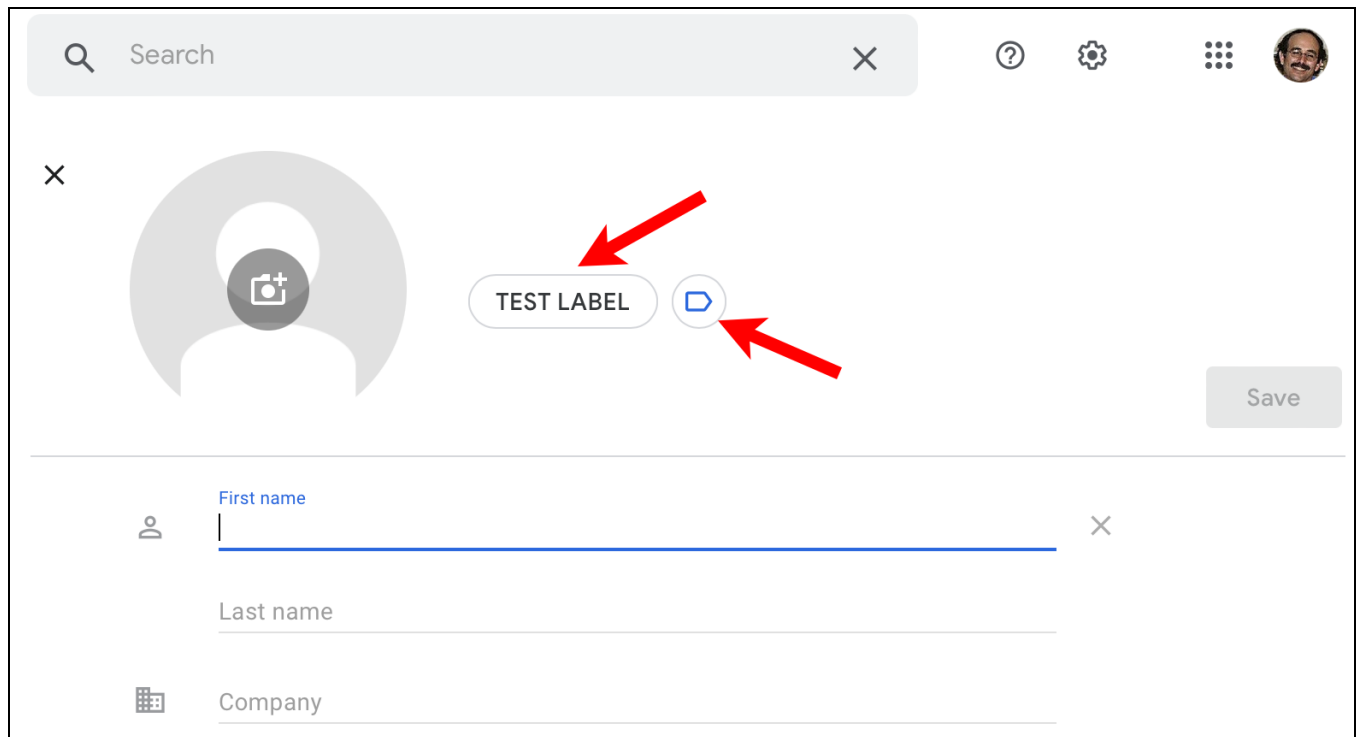 Search
TEST LABEL
Save
First name
Last name
Company